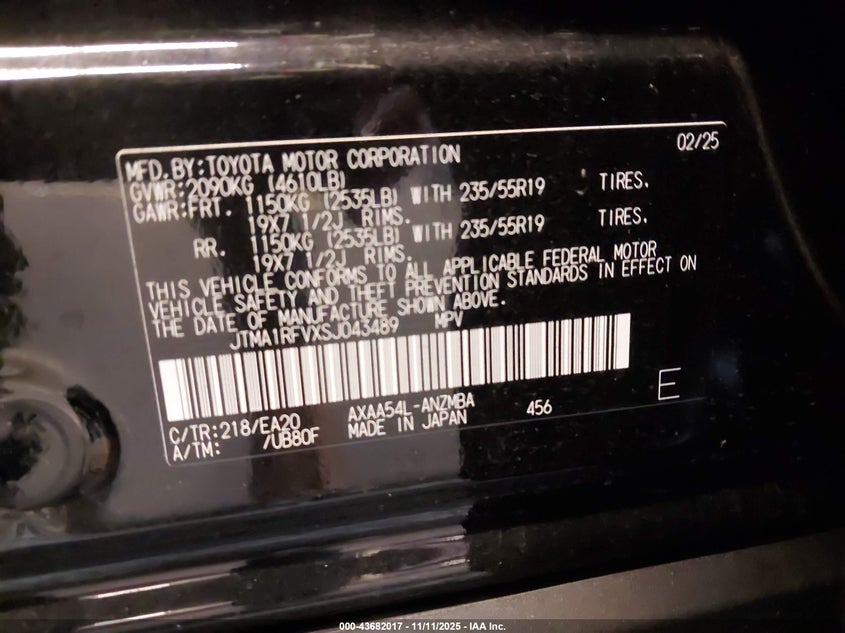 02/25
MFD.BY:TOYOTA MOTOR CORPORATION
GVWR:2090KG (4610LB)
GAWR:FRT. 1150KG (2535LB) WITH 235/55R19 TIRES,
19X7 1/2J RIMS.
RR. 1150KG (2535LB) WITH 235/55R19 TIRES,
19X7 1/2J RIMS.
THIS VEHICLE CONFORMS TO ALL APPLICABLE FEDERAL MOTOR
VEHICLE SAFETY AND THEFT PREVENTION STANDARDS IN EFFECT ON
THE DATE OF MANUFACTURE SHOWN ABOVE.
JTMA1RFVXSJ043489 MPV
C/TR:218/EA20 AXAA54L-ANZMBA 456 E
A/TM: /UB80F MADE IN JAPAN
000-43682017 - 11/11/2025 - IAA Inc.